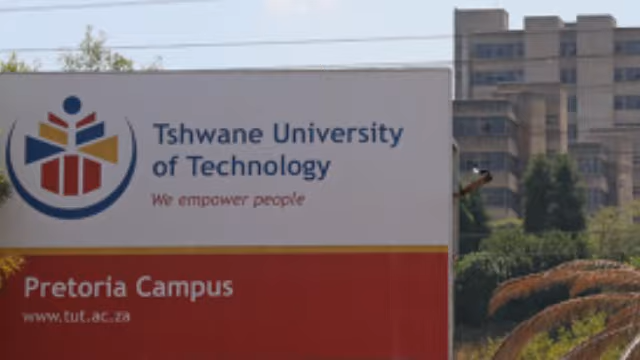 Tshwane University
of Technology
We empower people
Pretoria Campus
www.tut.ac.za